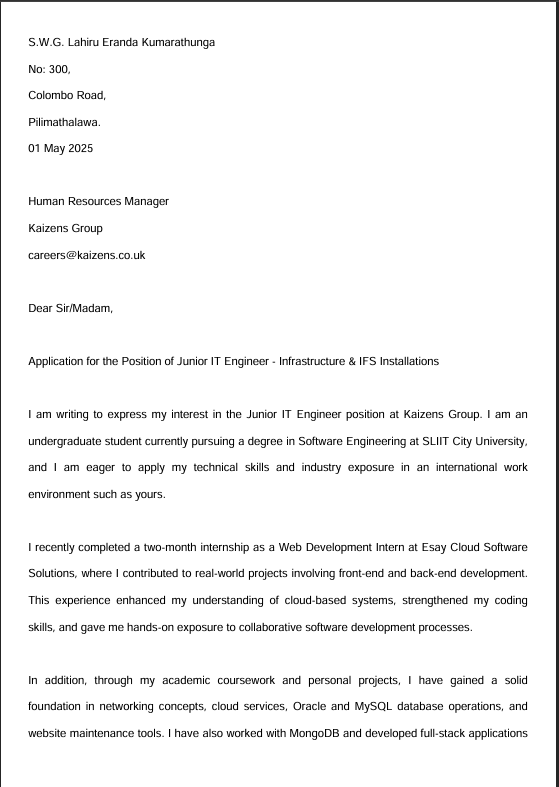 S.W.G. Lahiru Eranda Kumarathunga
No: 300,
Colombo Road,
Pilimathalawa.
01 May 2025
Human Resources Manager
Kaizens Group
careers@kaizens.co.uk
Dear Sir/Madam,
Application for the Position of Junior IT Engineer - Infrastructure & IFS Installations
I am writing to express my interest in the Junior IT Engineer position at Kaizens Group. I am an
undergraduate student currently pursuing a degree in Software Engineering at SLIIT City University,
and I am eager to apply my technical skills and industry exposure in an international work
environment such as yours.
I recently completed a two-month internship as a Web Development Intern at Esay Cloud Software
Solutions, where I contributed to real-world projects involving front-end and back-end development.
This experience enhanced my understanding of cloud-based systems, strengthened my coding
skills, and gave me hands-on exposure to collaborative software development processes.
In addition, through my academic coursework and personal projects, I have gained a solid
foundation in networking concepts, cloud services, Oracle and MySQL database operations, and
website maintenance tools. I have also worked with MongoDB and developed full-stack applications